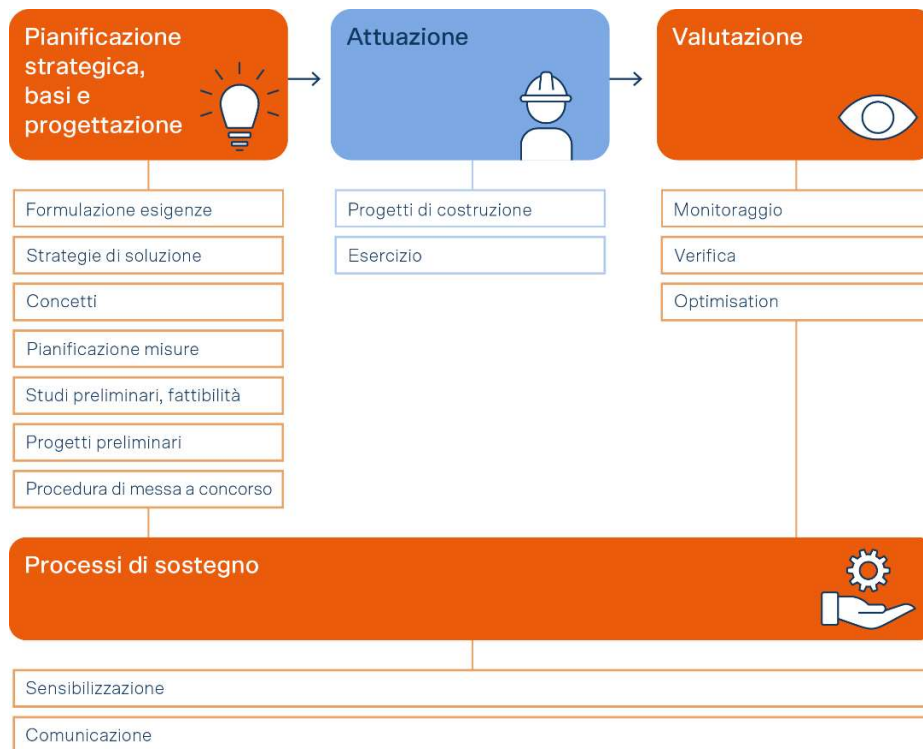 Pianificazione
strategica,
basi e
progettazione
Formulazione esigenze
Strategie di soluzione
Concetti
Pianificazione misure
Studi preliminari, fattibilità
Progetti preliminari
Procedura di messa a concorso
Attuazione
Progetti di costruzione
Esercizio
Valutazione
Monitoraggio
Verifica
Optimisation
Processi di sostegno
Sensibilizzazione
Comunicazione